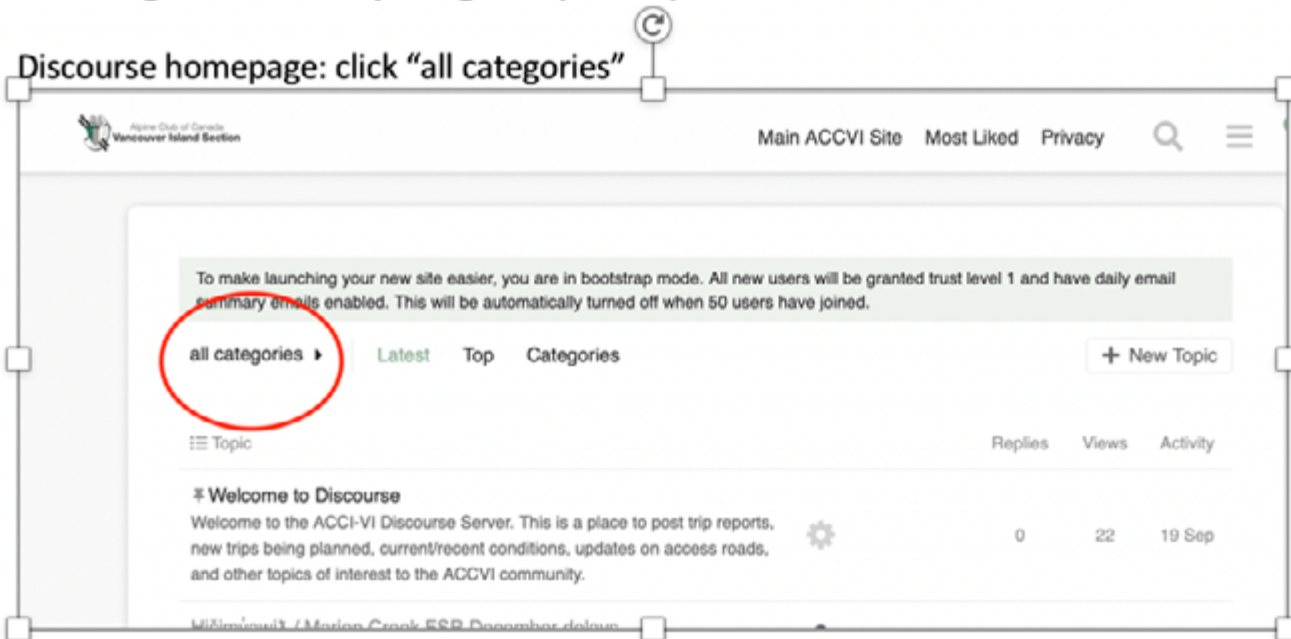 Discourse homepage: click “all categories”
Alpine Club of Canada
Vancouver Island Section
Main ACCVI Site Most Liked Privacy
To make launching your new site easier, you are in bootstrap mode. All new users will be granted trust level 1 and have daily email
summary emails enabled. This will be automatically turned off when 50 users have joined.
all categories Latest Top Categories + New Topic
Topic Replies Views Activity
Welcome to Discourse
Welcome to the ACCI-VI Discourse Server. This is a place to post trip reports,
new trips being planned, current/recent conditions, updates on access roads,
and other topics of interest to the ACCVI community.
0 22 19 Sep
/ Marion Creek FSR December delays